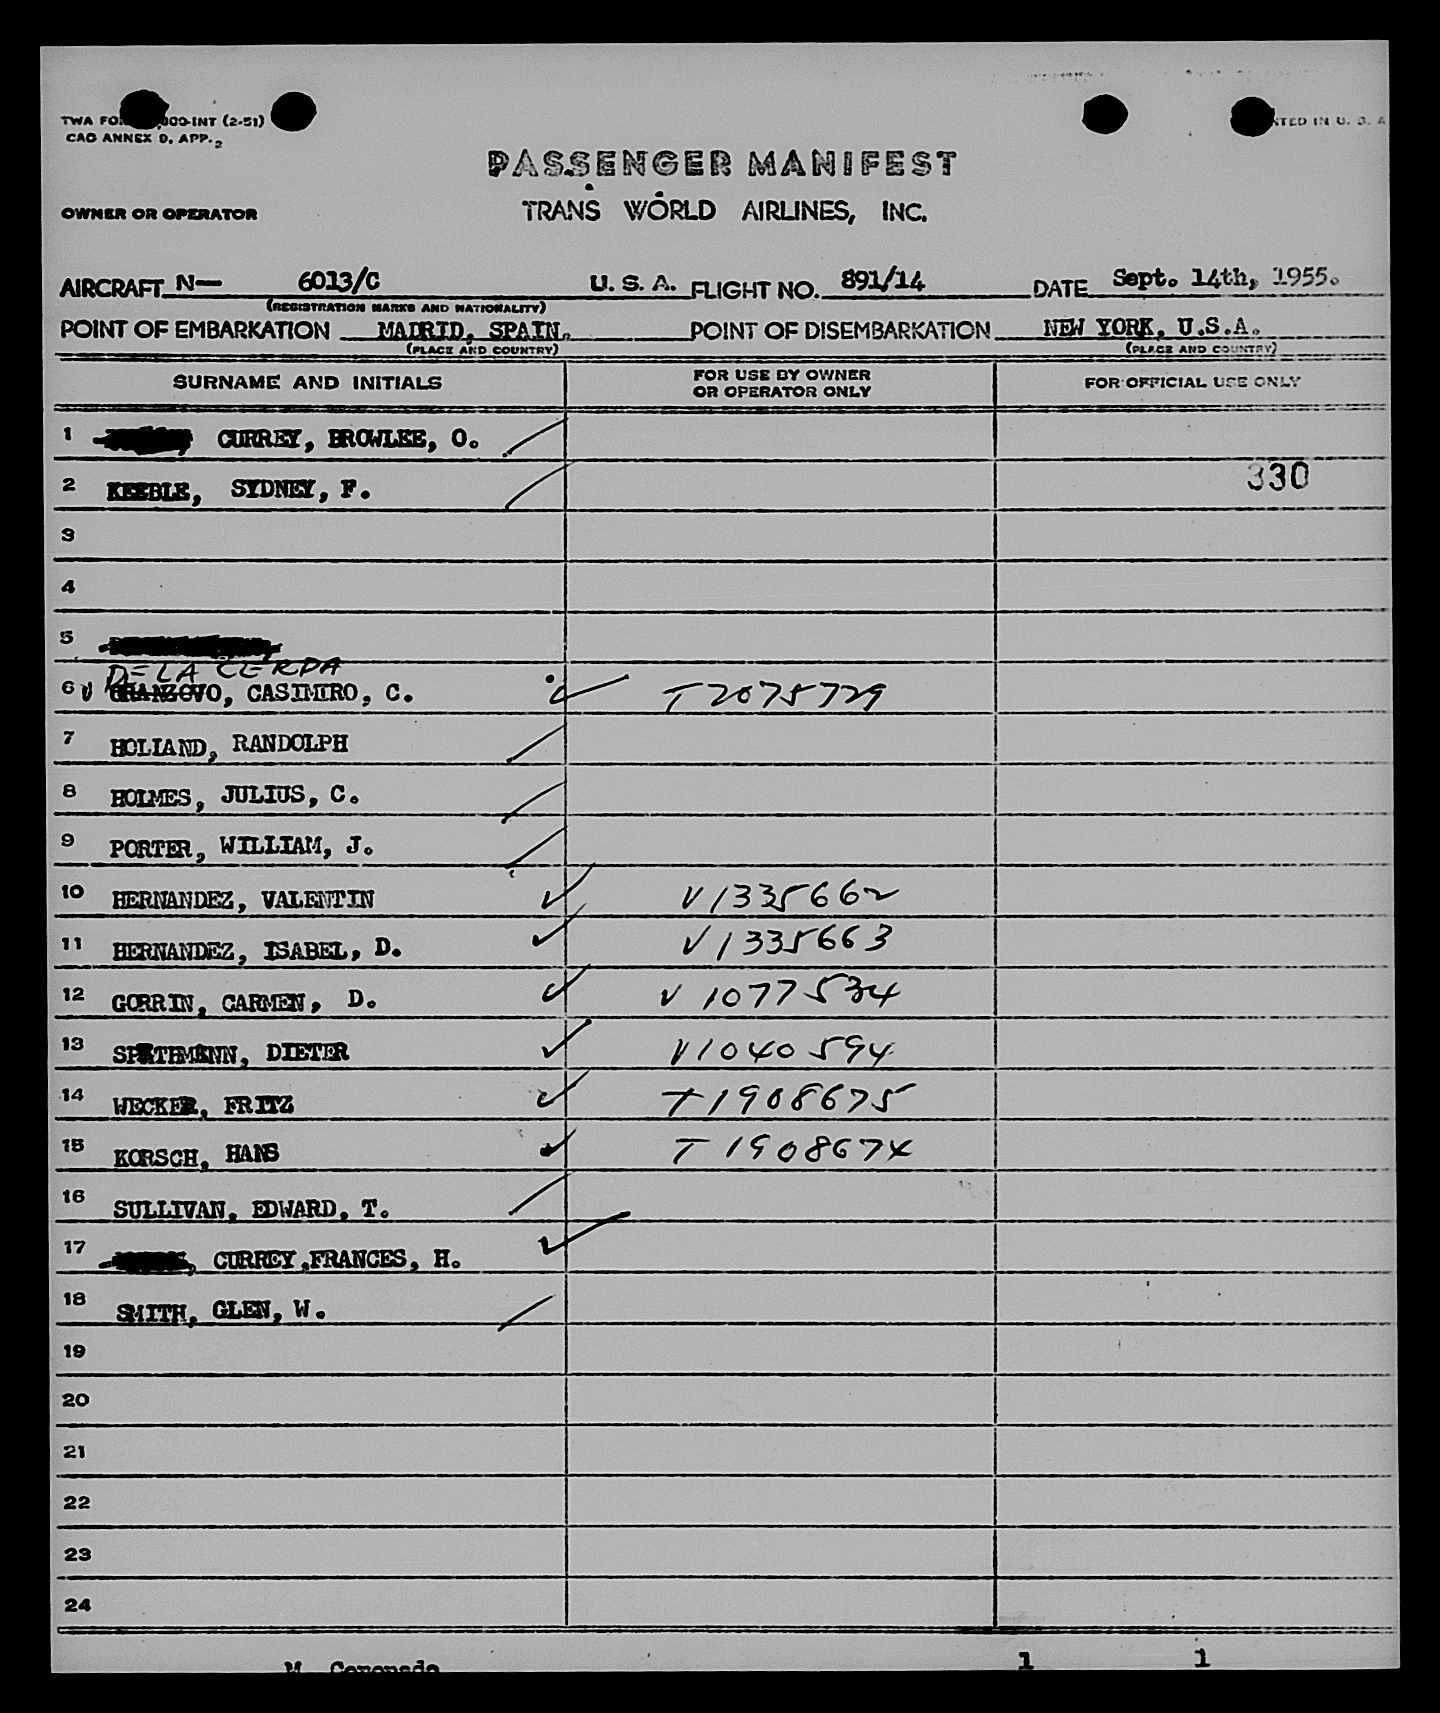 TWA FO 000-INT (2-51)
CAO ANNEX 9, APP. 2
NTED IN U. S. A
PASSENGER MANIFEST
OWNER OR OPERATOR TRANS WORLD AIRLINES, INC.
AIRCRAFT N— 6013/C U. S. A. FLIGHT NO. 891/14 DATE Sept. 14th, 1955.
(REGISTRATION MARKS AND NATIONALITY)
POINT OF EMBARKATION MADRID, SPAIN. POINT OF DISEMBARKATION NEW YORK, U.S.A.
(PLACE AND COUNTRY) (PLACE AND COUNTRY)
SURNAME AND INITIALS FOR USE BY OWNER OR OPERATOR ONLY FOR OFFICIAL USE ONLY
1 CURREY, BROWLEE, O.
2 KEEBLE, SYDNEY, F. 330
3
4
5
DE LA CERDA
6 V GRANZOVO, CASIMIRO, C. T2075729
7 HOLLAND, RANDOLPH
8 HOLMES, JULIUS, C.
9 PORTER, WILLIAM, J.
10 HERNANDEZ, VALENTIN V1335662
11 HERNANDEZ, ISABEL, D. V1335663
12 GORRIN, CARMEN, D. V1077534
13 DIETER V1040594
14 WECKER, FRITZ T1908675
15 KORSCH, HANS T1908674
16 SULLIVAN, EDWARD, T.
17 CURREY,FRANCES, H.
18 SMITH, GLEN, W.
19
20
21
22
23
24
M. Coronado 1 1